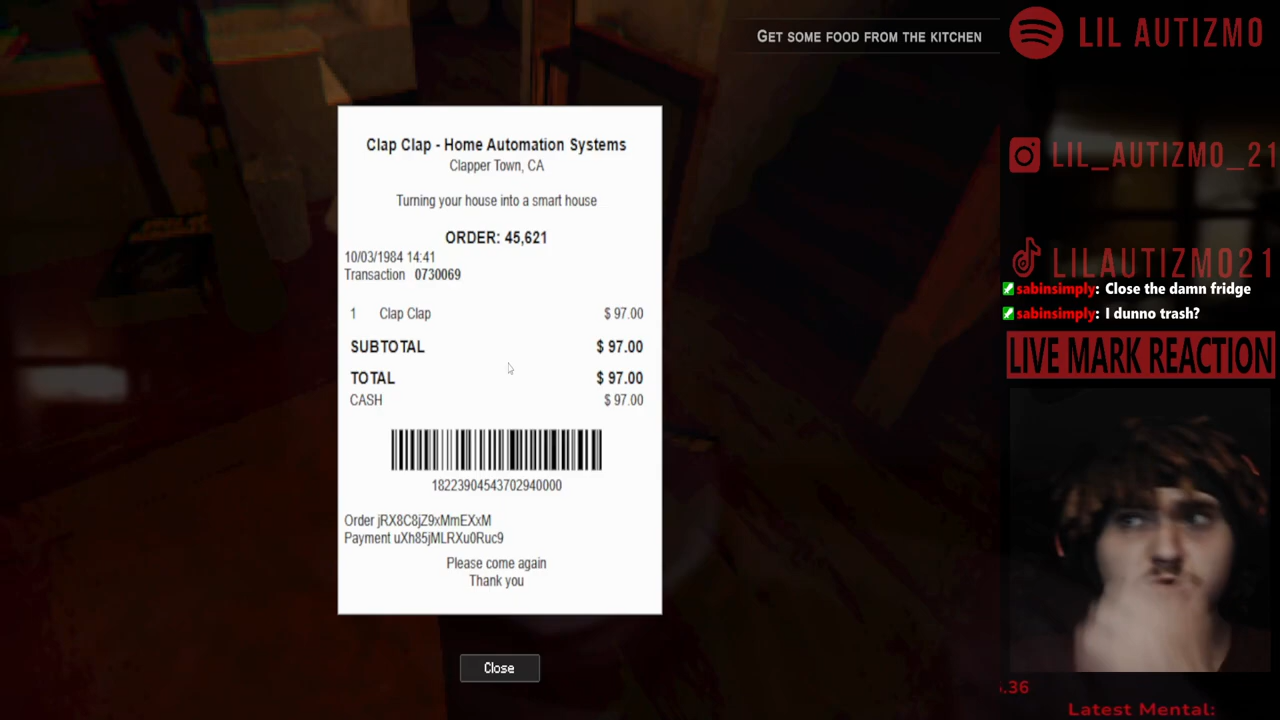 GET SOME FOOD FROM THE KITCHEN
LIL AUTIZMO
LIL_AUTIZMO_21
LILAUTIZMO21
sabinsimply: Close the damn fridge
sabinsimply: I dunno trash?
LIVE MARK REACTION
Clap Clap - Home Automation Systems
Clapper Town, CA
Turning your house into a smart house
ORDER: 45,621
10/03/1984 14:41
Transaction 0730069
1 Clap Clap $ 97.00
SUBTOTAL $ 97.00
TOTAL $ 97.00
CASH $ 97.00
18223904543702940000
Order jRX8C8jZ9xMmEXxM
Payment uXh85jMLRXu0Ruc9
Please come again
Thank you
Close
.36
Latest Mental: